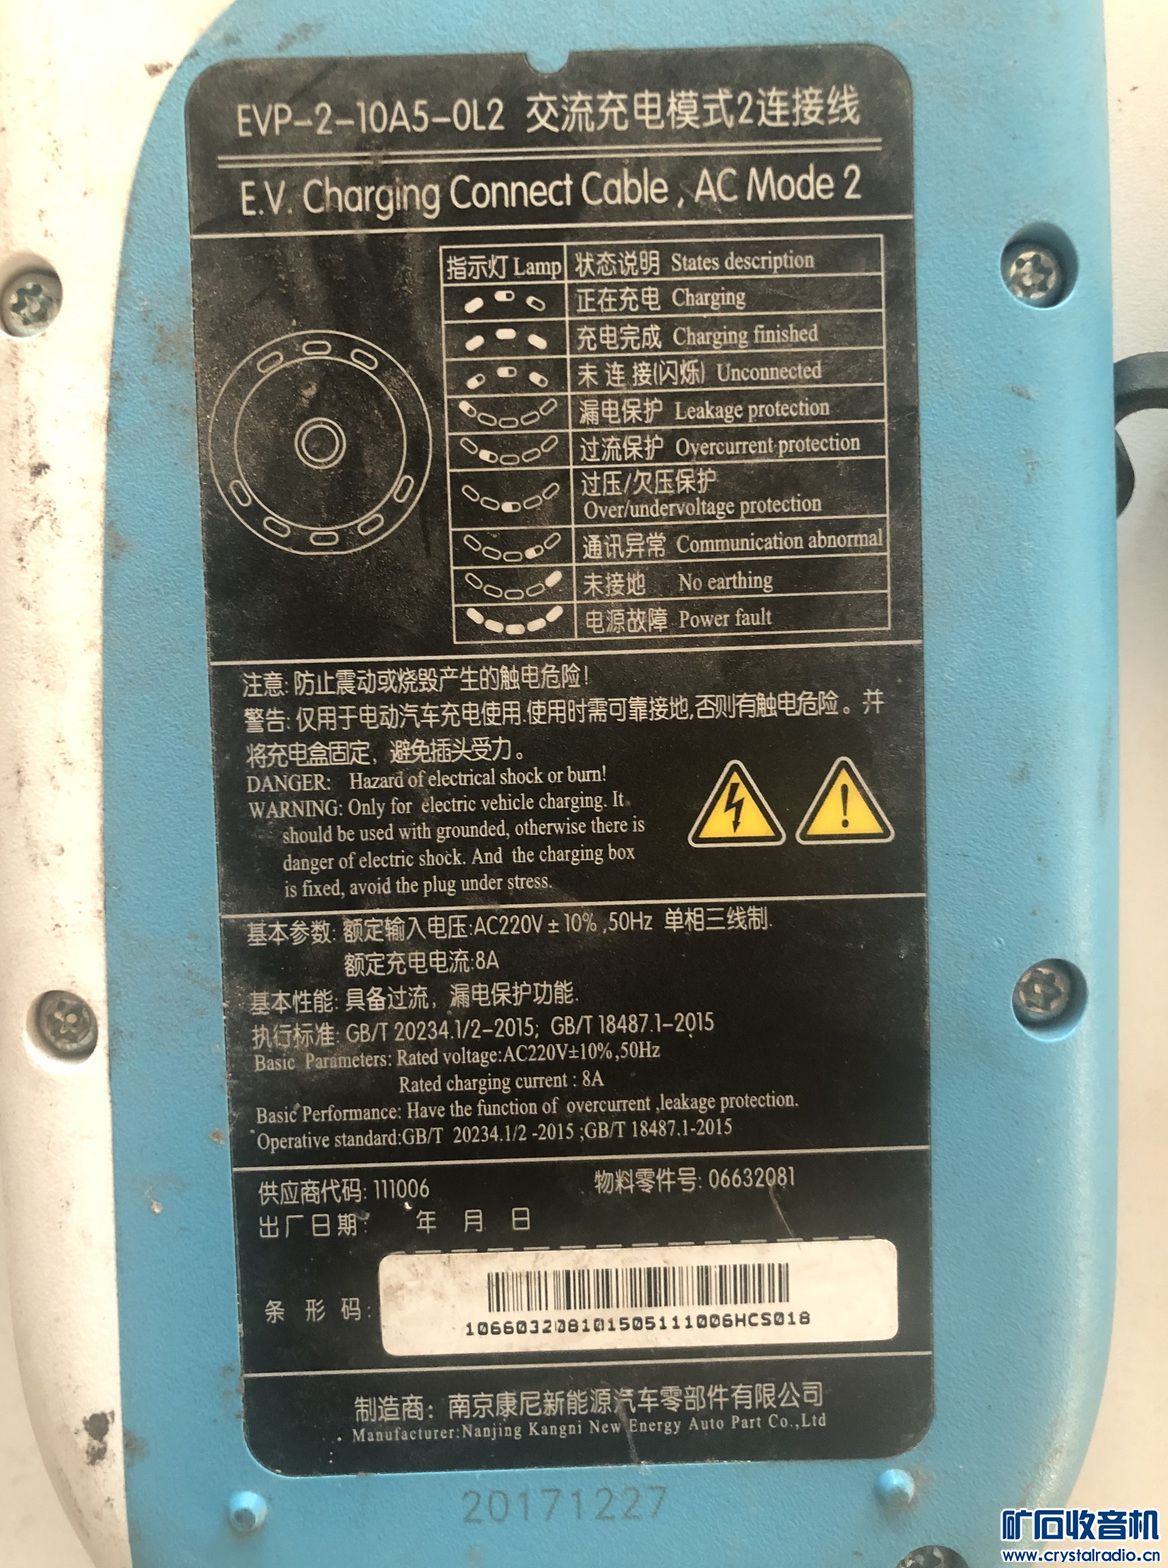 EVP-2-10A5-0L2 交流充电模式2连接线
E.V. Charging Connect Cable, AC Mode 2
指示灯 Lamp 状态说明 States description
正在充电 Charging
充电完成 Charging finished
未连接(闪烁) Unconnected
漏电保护 Leakage protection
过流保护 Overcurrent protection
过压/欠压保护
Over/undervoltage protection
通讯异常 Communication abnormal
未接地 No earthing
电源故障 Power fault
注意: 防止震动或烧毁产生的触电危险!
警告: 仅用于电动汽车充电使用,使用时需可靠接地,否则有触电危险。并
将充电盒固定, 避免插头受力。
DANGER: Hazard of electrical shock or burn!
WARNING: Only for electric vehicle charging. It
should be used with grounded, otherwise there is
danger of electric shock. And the charging box
is fixed, avoid the plug under stress.
基本参数: 额定输入电压:AC220V±10%,50Hz 单相三线制.
额定充电电流:8A
基本性能: 具备过流, 漏电保护功能.
执行标准: GB/T 20234.1/2-2015; GB/T 18487.1-2015
Basic Parameters: Rated voltage:AC220V±10%,50Hz
Rated charging current : 8A
Basic Performance: Have the function of overcurrent ,leakage protection.
Operative standard:GB/T 20234.1/2 -2015 ;GB/T 18487.1-2015
供应商代码: 111006 物料零件号: 06632081
出厂日期: 年 月 日
条形码:
1066032081015051110​06HCS018
制造商: 南京康尼新能源汽车零部件有限公司
Manufacturer:Nanjing Kangni New Energy Auto Part Co.,Ltd
20171227
矿石收音机
www.crystalradio.cn